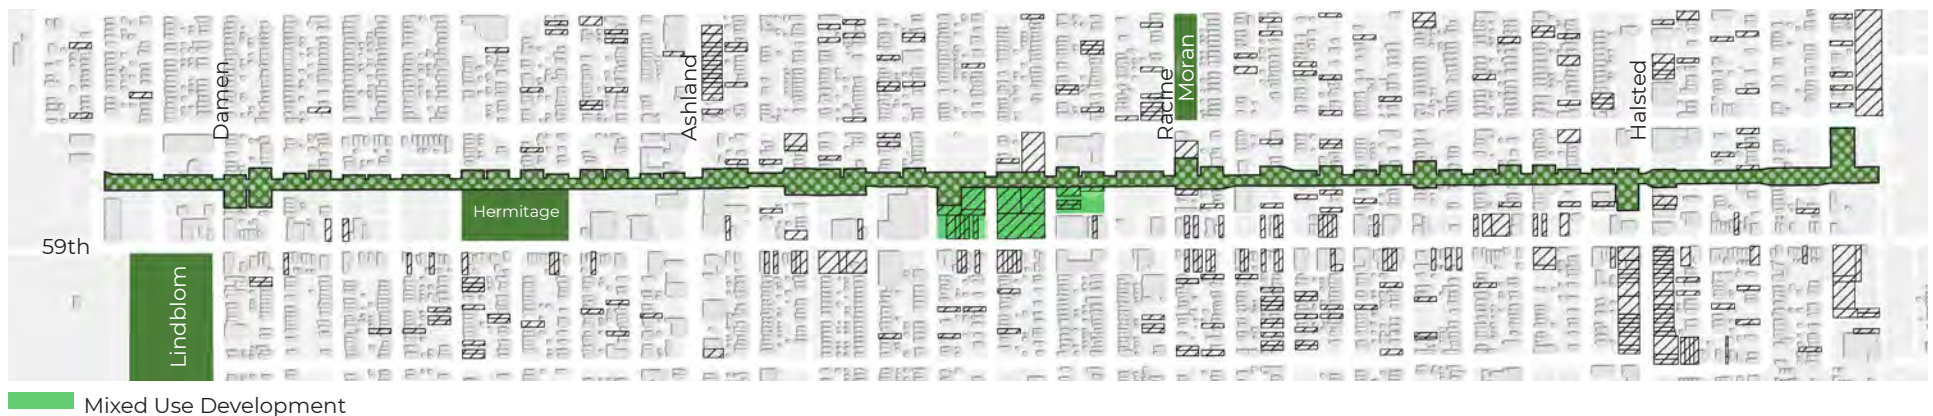 Damen
Ashland
Racine
Moran
Halsted
Hermitage
59th
Lindblom
Mixed Use Development